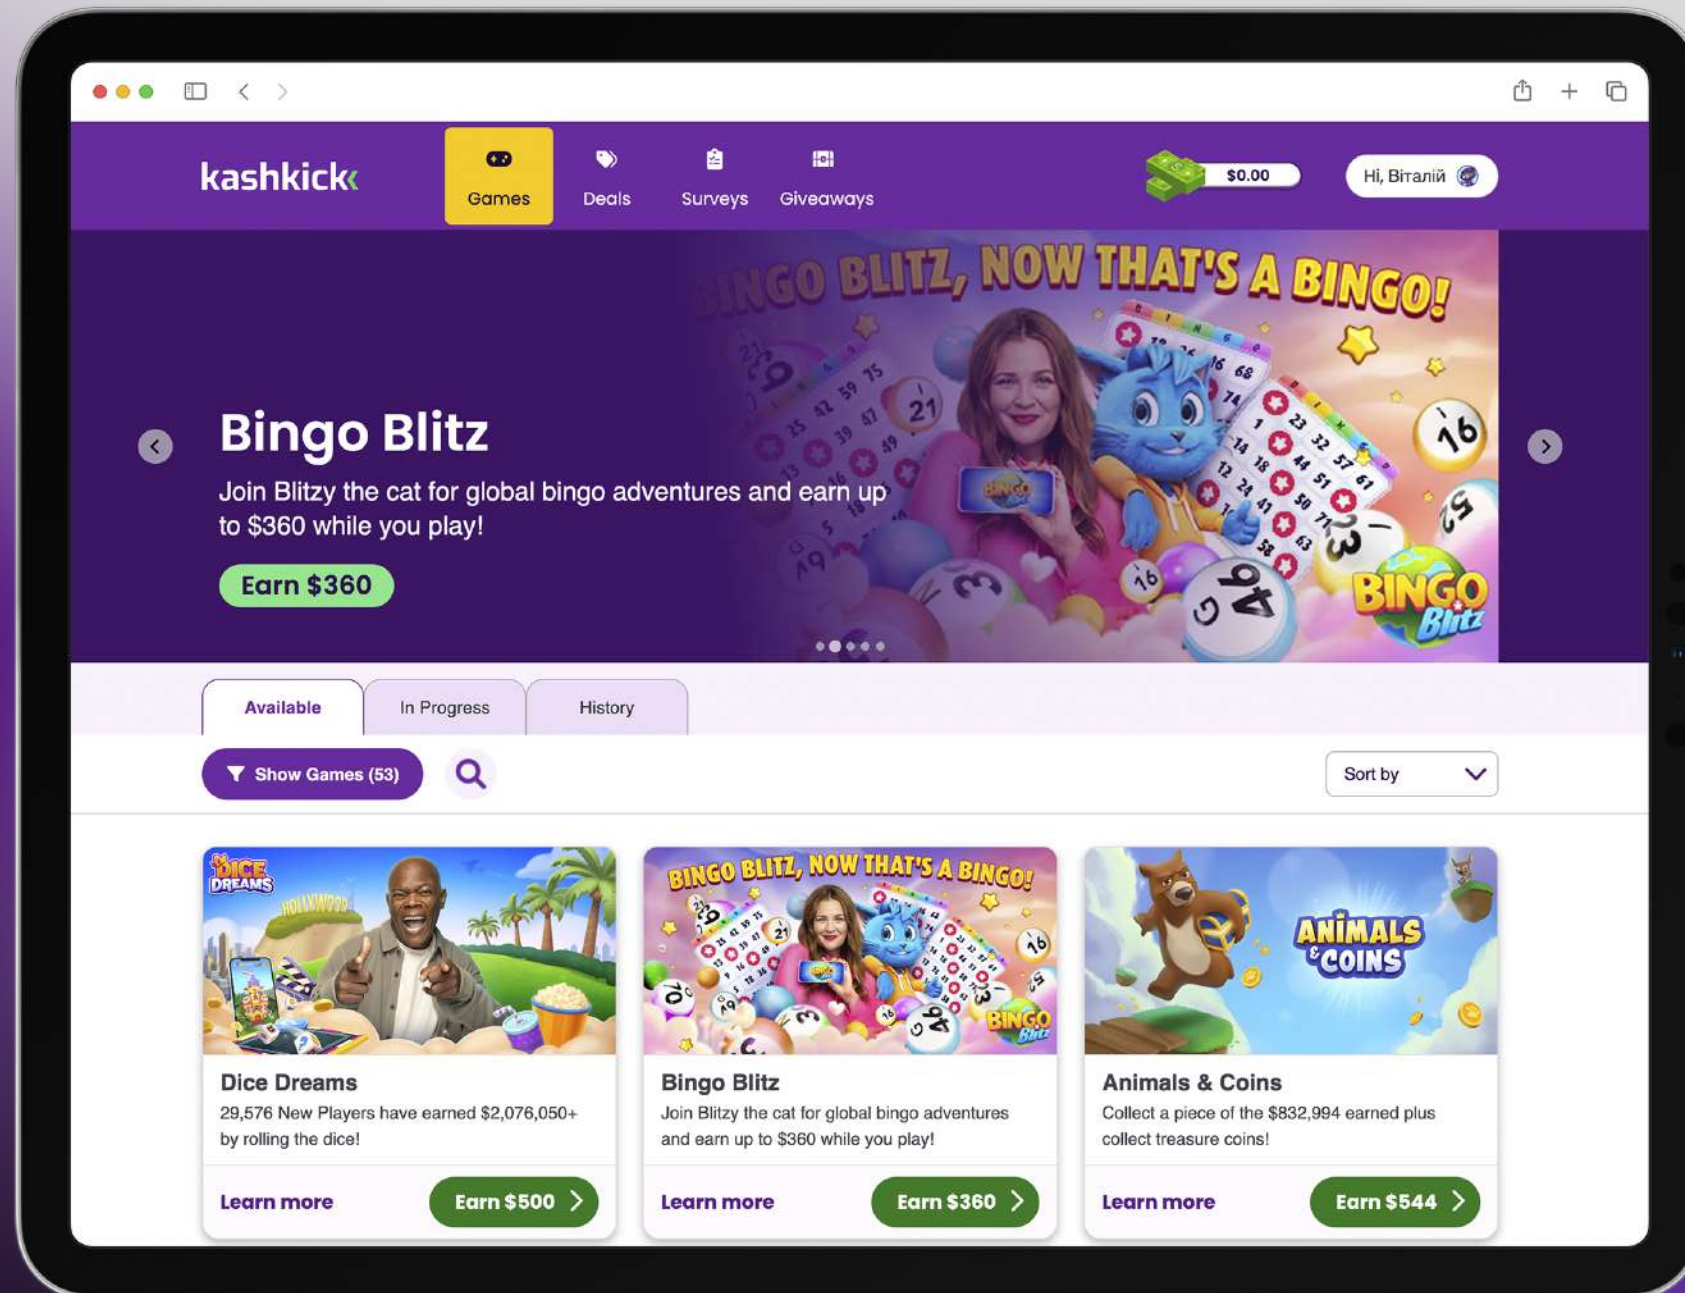 kashkick
Games
Deals
Surveys
Giveaways
$0.00
Hi, Віталій
BINGO BLITZ, NOW THAT'S A BINGO!
Bingo Blitz
Join Blitzy the cat for global bingo adventures and earn up
to $360 while you play!
Earn $360
BINGO
Blitz
Available
In Progress
History
Show Games (53)
Sort by
DICE
DREAMS
HOLLYWOOD
BINGO BLITZ, NOW THAT'S A BINGO!
BINGO
Blitz
ANIMALS
& COINS
Dice Dreams
29,576 New Players have earned $2,076,050+
by rolling the dice!
Learn more
Earn $500
Bingo Blitz
Join Blitzy the cat for global bingo adventures
and earn up to $360 while you play!
Learn more
Earn $360
Animals & Coins
Collect a piece of the $832,994 earned plus
collect treasure coins!
Learn more
Earn $544